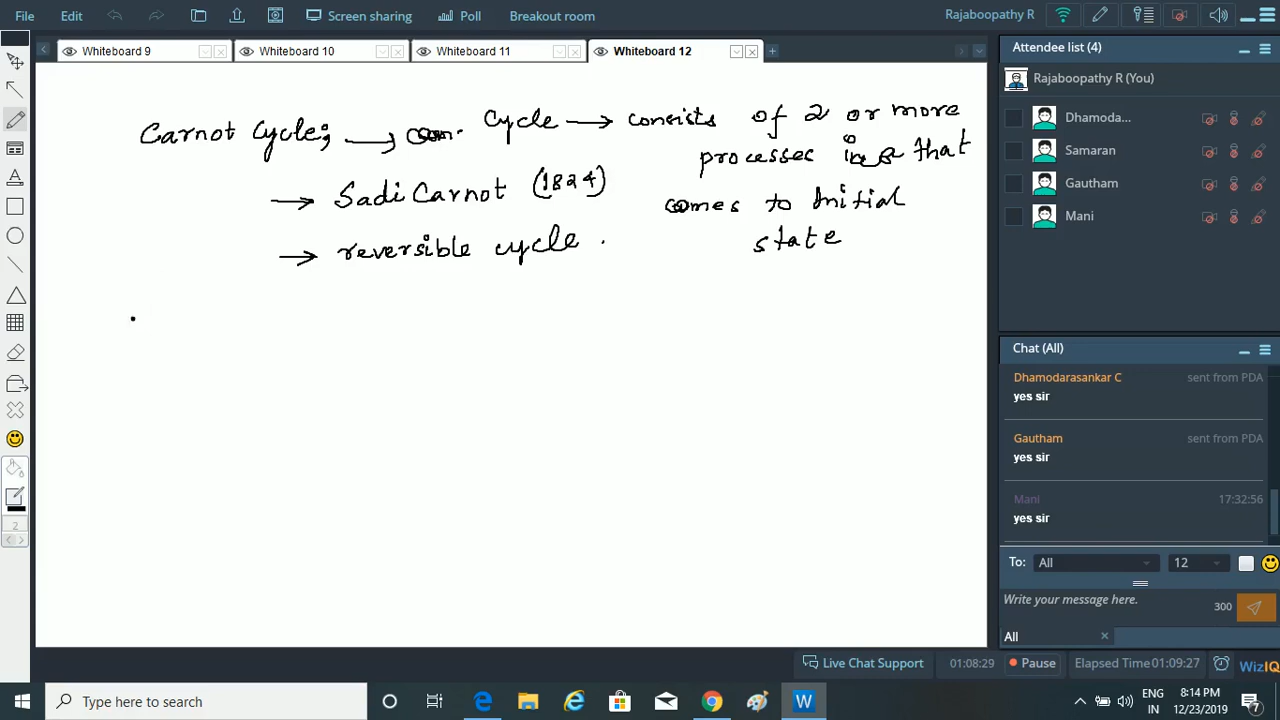 File Edit Screen sharing Poll Breakout room Rajaboopathy R
Whiteboard 9 Whiteboard 10 Whiteboard 11 Whiteboard 12
Carnot Cycle; → Cycle → consists of 2 or more
processes that
→ Sadi Carnot (1824) comes to Initial
→ reversible cycle . state
Attendee list (4)
Rajaboopathy R (You)
Dhamoda...
Samaran
Gautham
Mani
Chat (All)
Dhamodarasankar C sent from PDA
yes sir
Gautham sent from PDA
yes sir
Mani 17:32:56
yes sir
To: All 12
Write your message here. 300
All
Live Chat Support 01:08:29 Pause Elapsed Time 01:09:27 WizIQ
2
Type here to search
W
ENG 8:14 PM
IN 12/23/2019 7